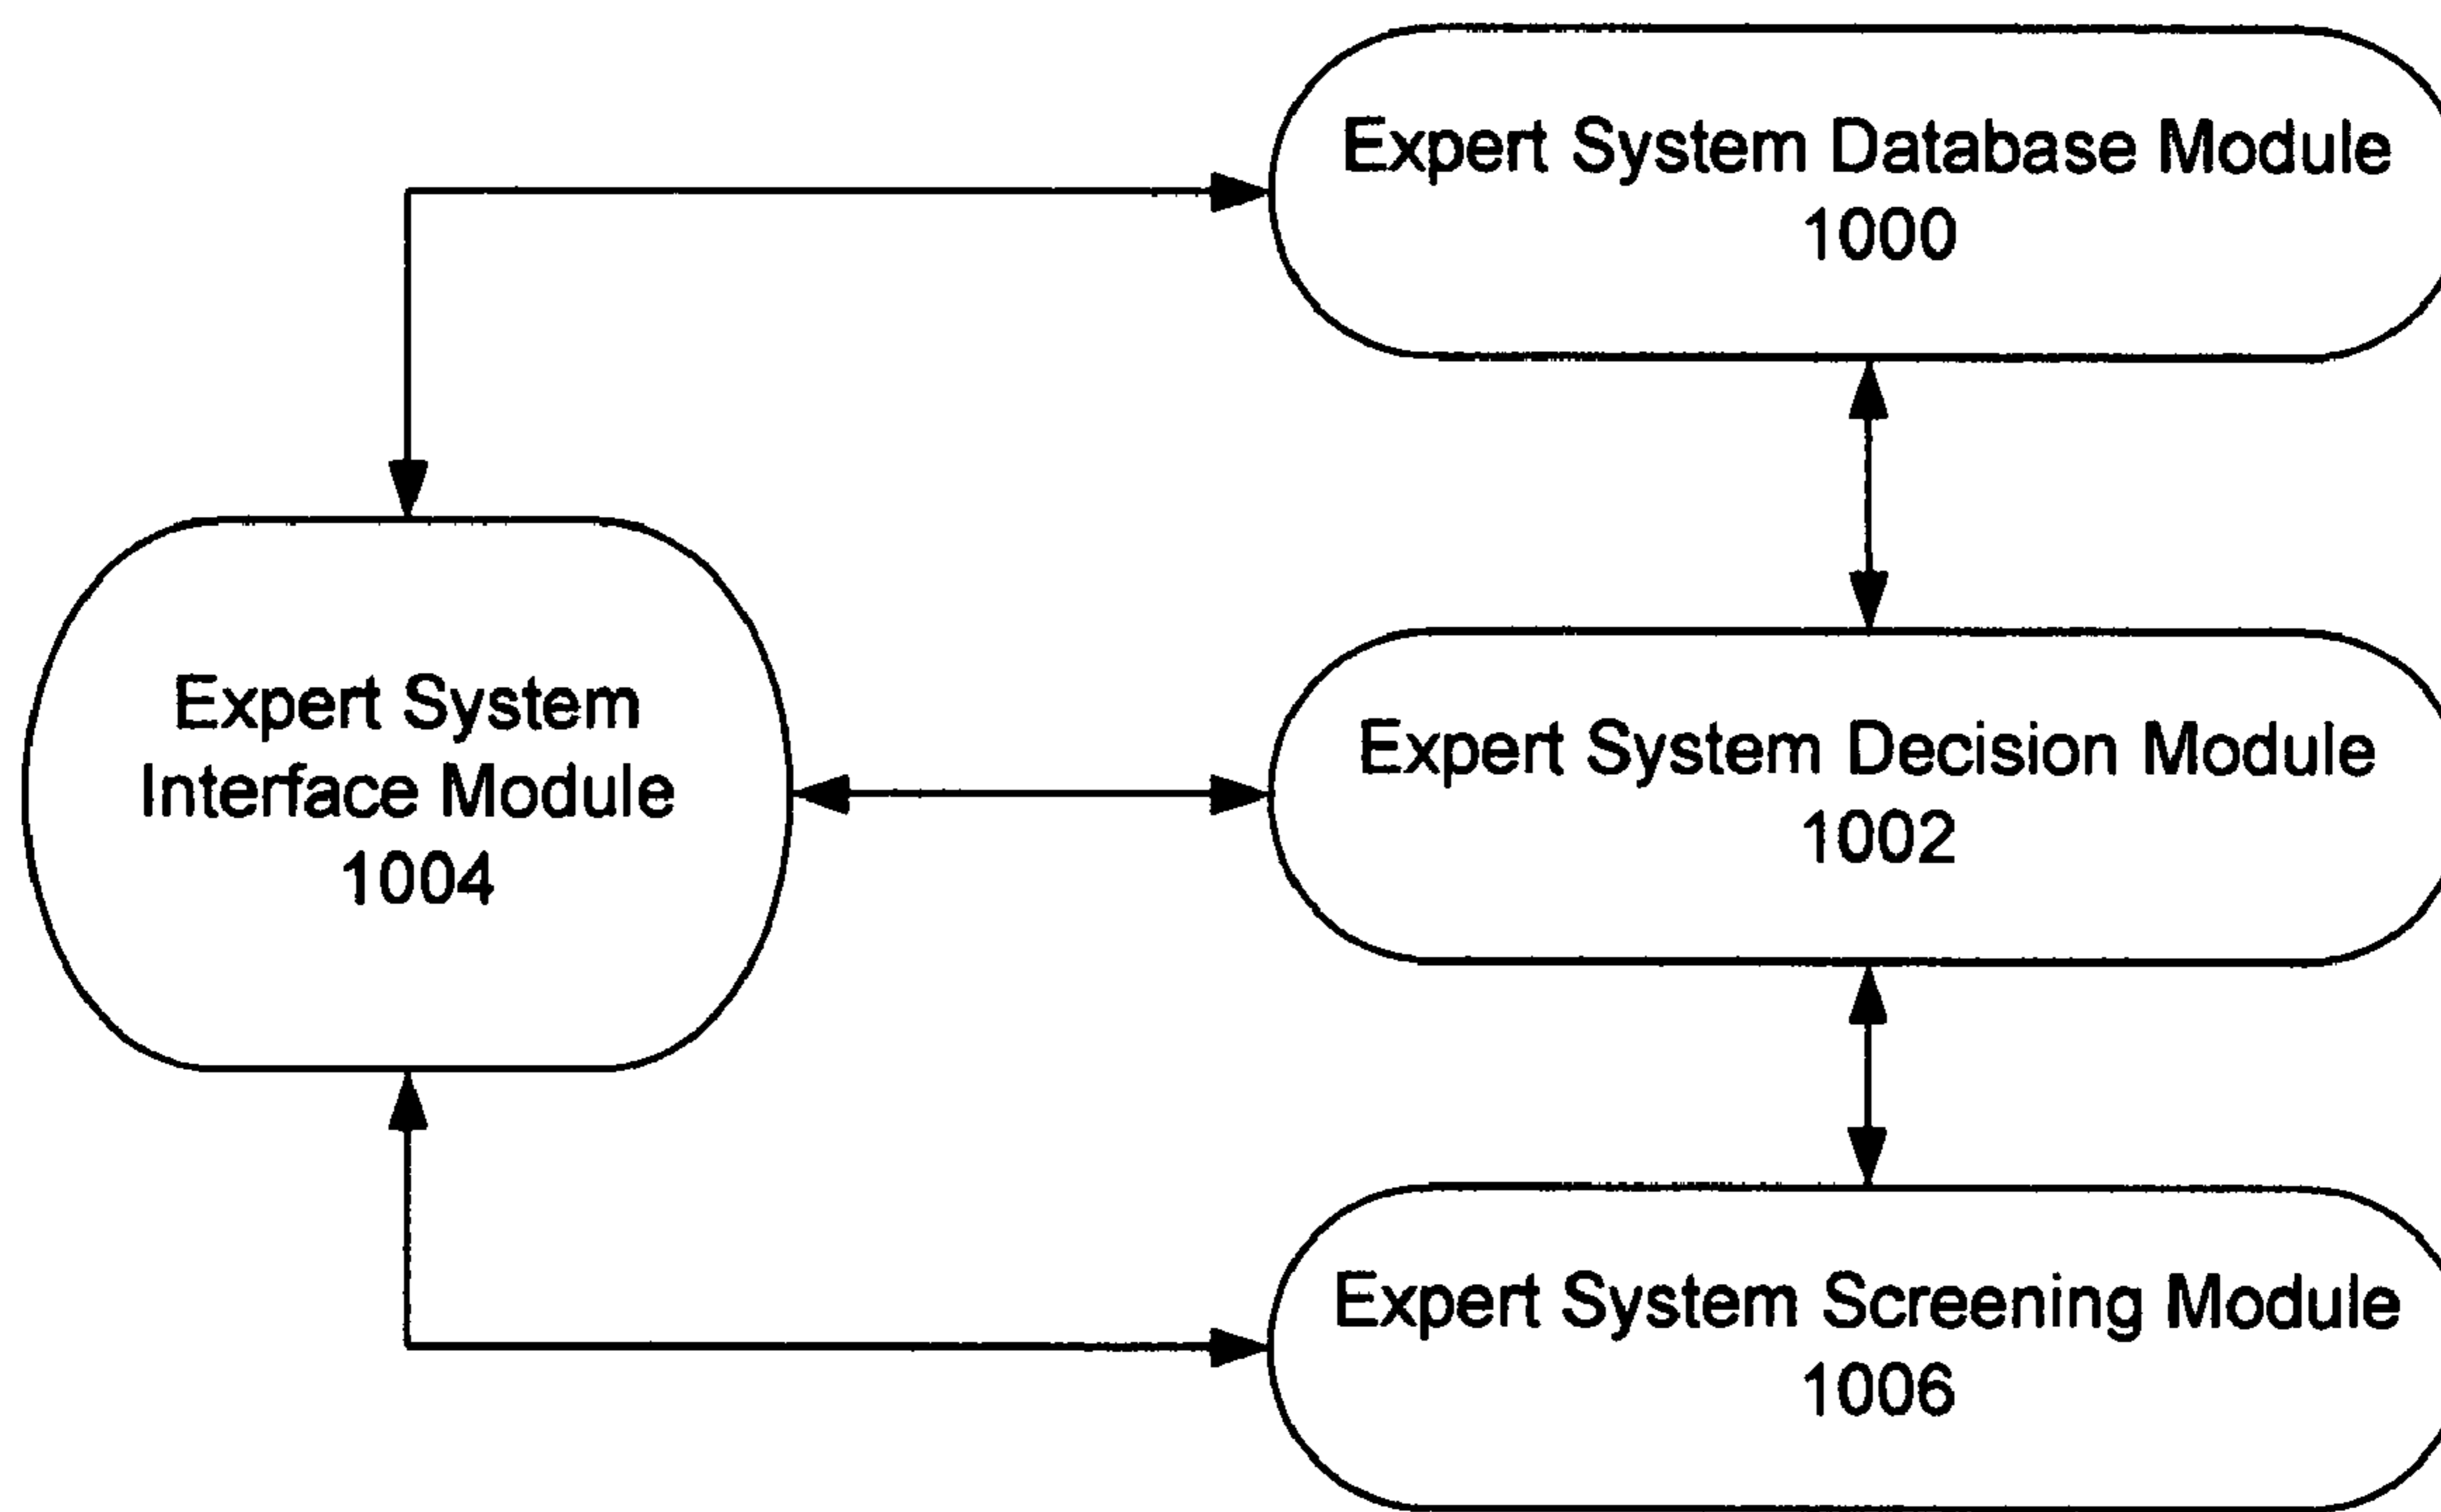 Expert System Database Module
1000
Expert System
Interface Module
1004
Expert System Decision Module
1002
Expert System Screening Module
1006